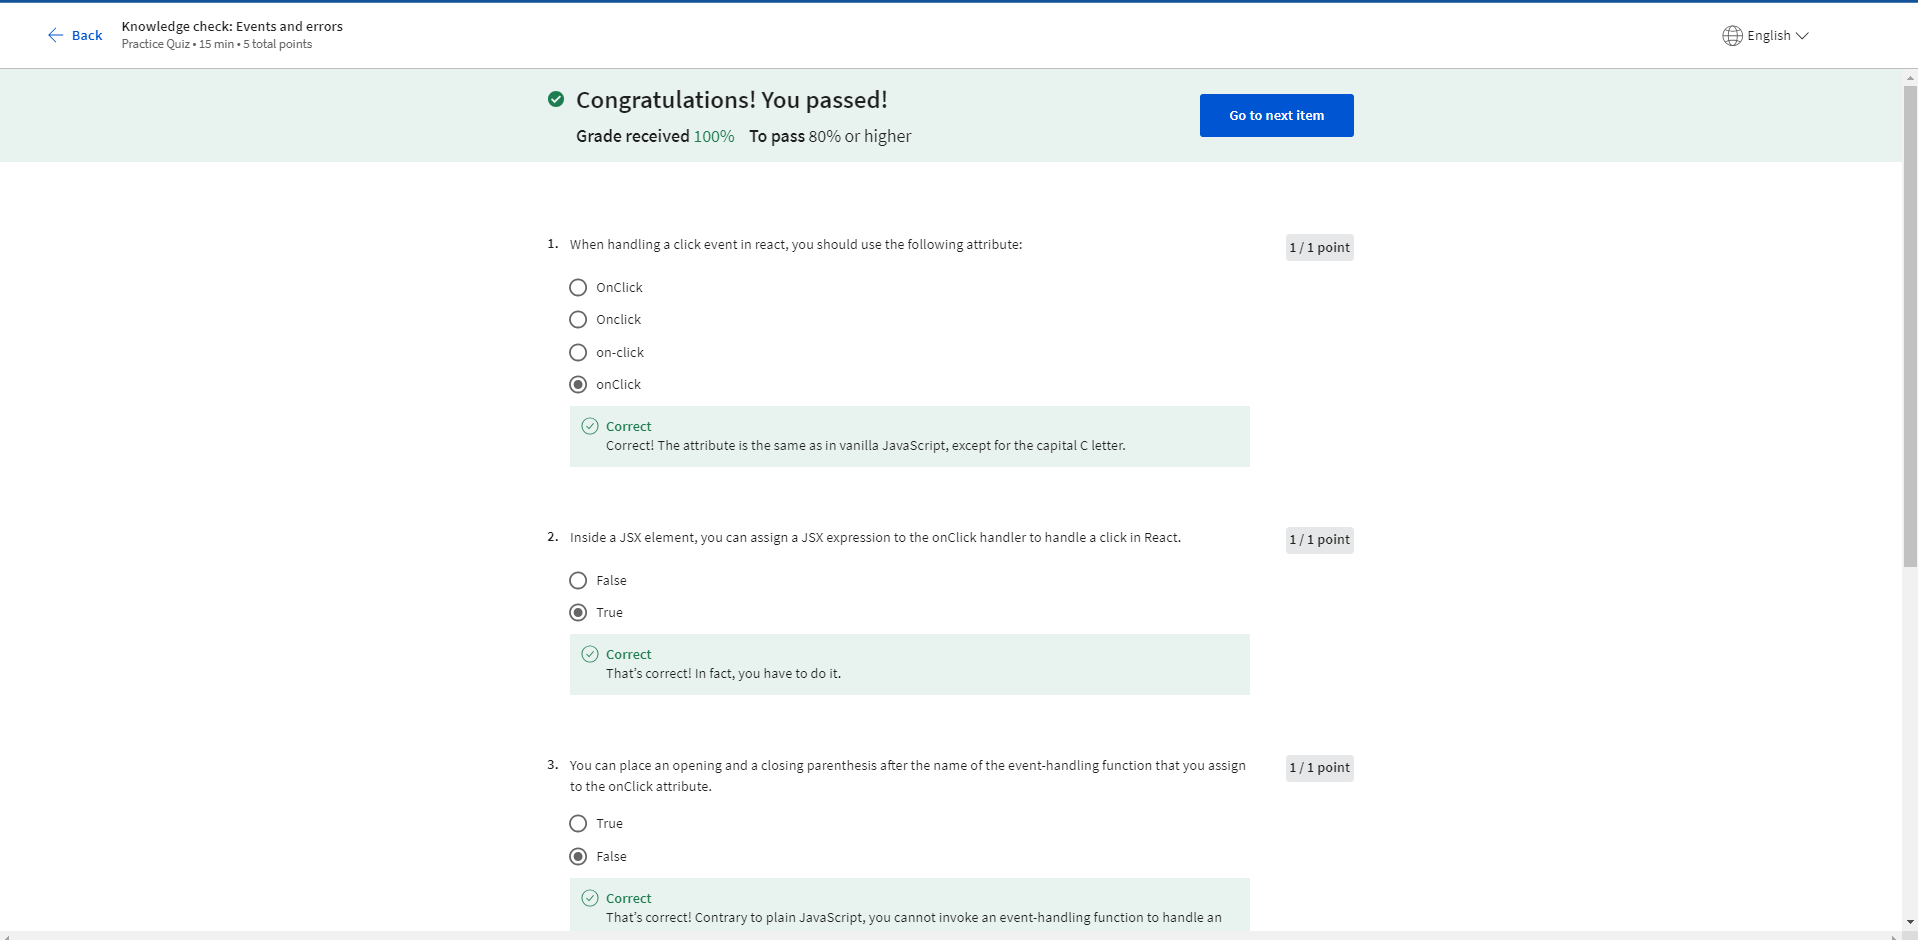 Back
Knowledge check: Events and errors
Practice Quiz • 15 min • 5 total points
English
Congratulations! You passed!
Grade received 100% To pass 80% or higher
Go to next item
1. When handling a click event in react, you should use the following attribute:
1 / 1 point
OnClick
Onclick
on-click
onClick
Correct
Correct! The attribute is the same as in vanilla JavaScript, except for the capital C letter.
2. Inside a JSX element, you can assign a JSX expression to the onClick handler to handle a click in React.
1 / 1 point
False
True
Correct
That’s correct! In fact, you have to do it.
3. You can place an opening and a closing parenthesis after the name of the event-handling function that you assign
to the onClick attribute.
1 / 1 point
True
False
Correct
That’s correct! Contrary to plain JavaScript, you cannot invoke an event-handling function to handle an